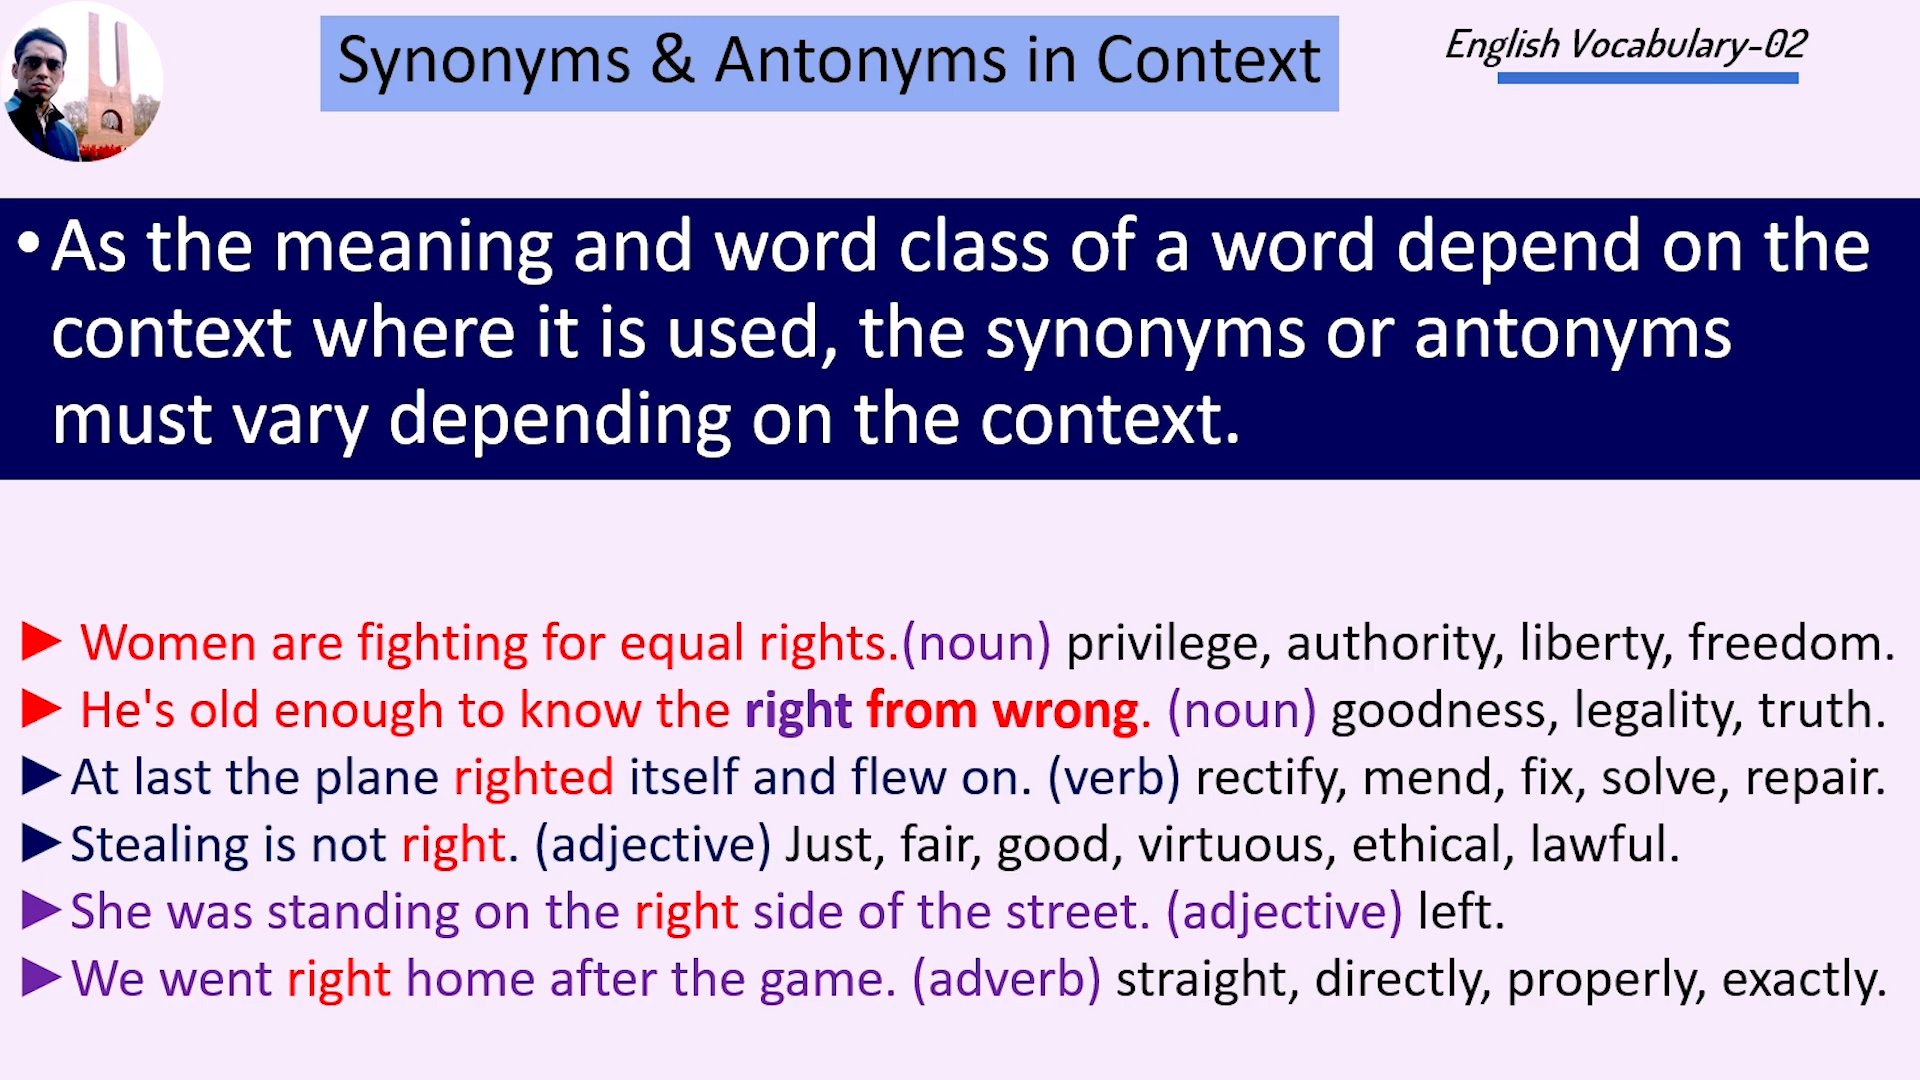 Synonyms & Antonyms in Context
English Vocabulary-02
•As the meaning and word class of a word depend on the
context where it is used, the synonyms or antonyms
must vary depending on the context.
► Women are fighting for equal rights.(noun) privilege, authority, liberty, freedom.
► He's old enough to know the right from wrong. (noun) goodness, legality, truth.
►At last the plane righted itself and flew on. (verb) rectify, mend, fix, solve, repair.
►Stealing is not right. (adjective) Just, fair, good, virtuous, ethical, lawful.
►She was standing on the right side of the street. (adjective) left.
►We went right home after the game. (adverb) straight, directly, properly, exactly.